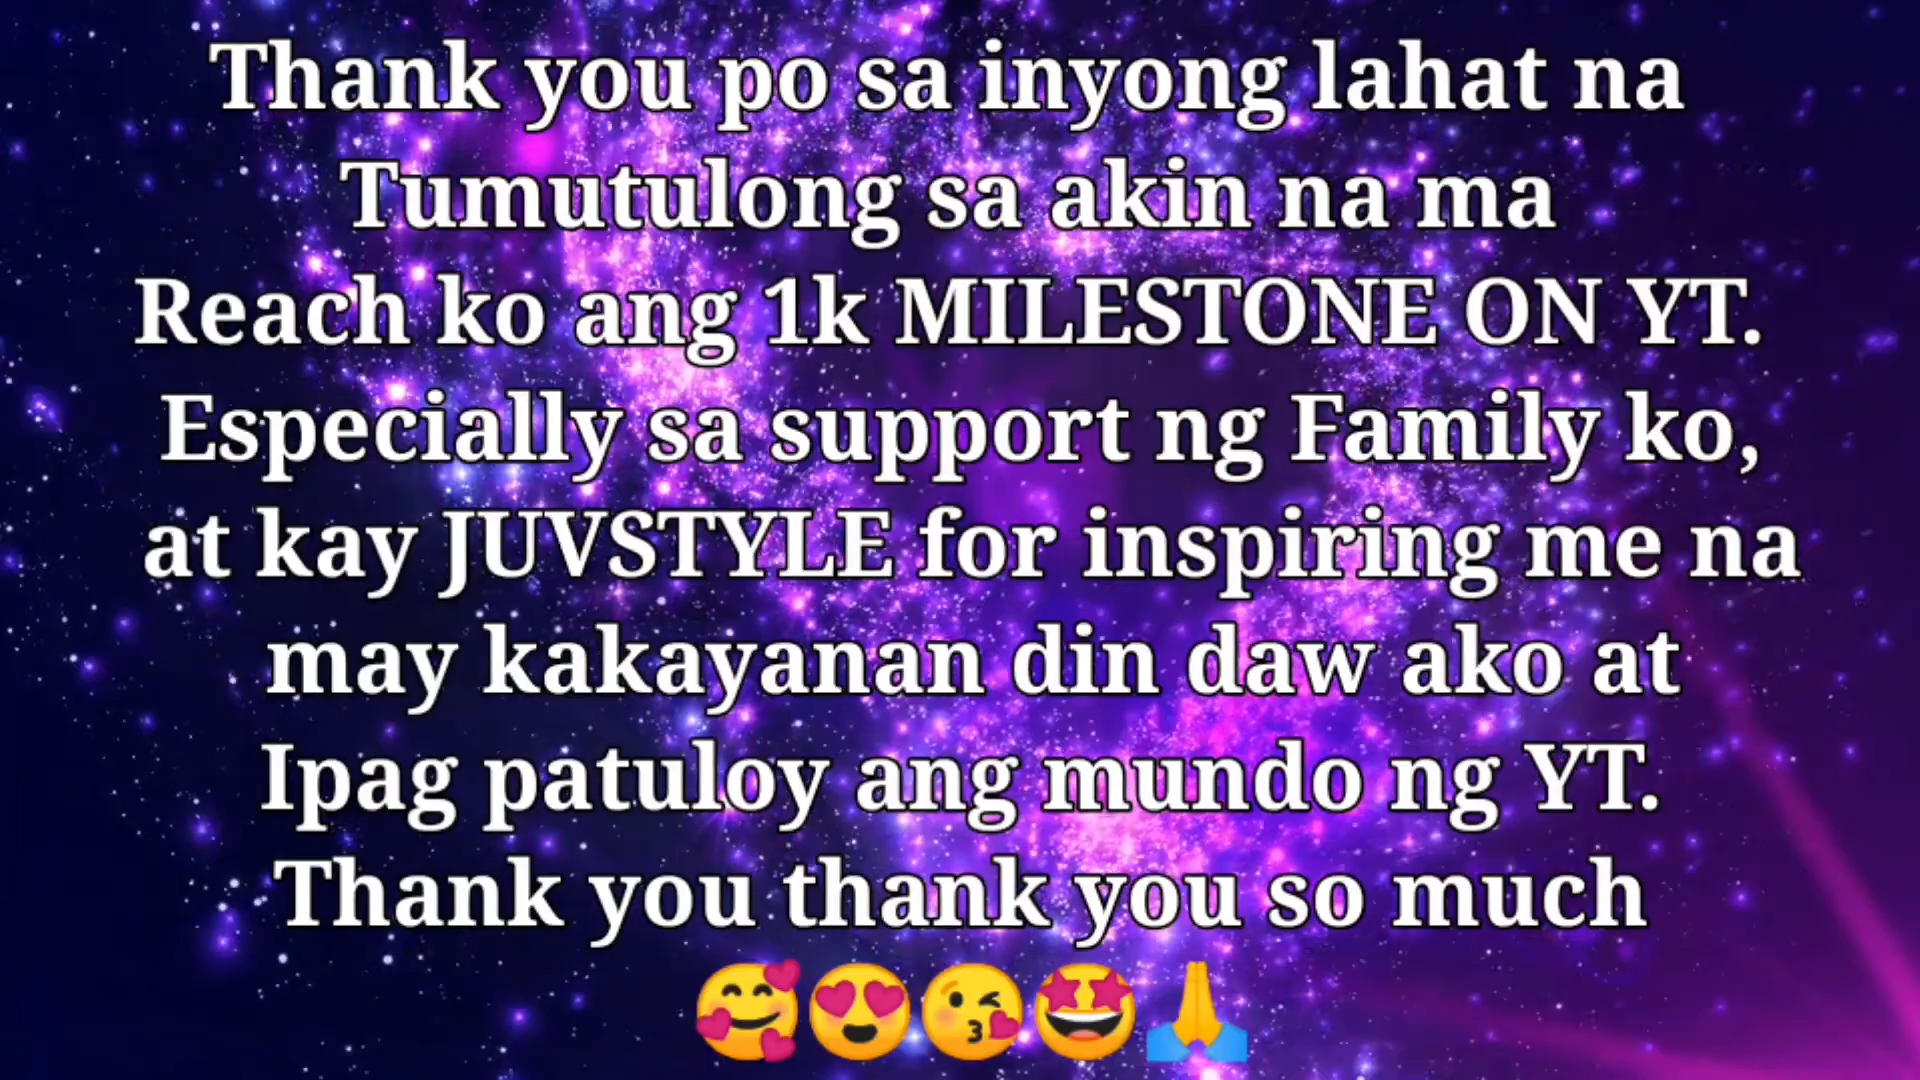 Thank you po sa inyong lahat na
Tumutulong sa akin na ma
Reach ko ang 1k MILESTONE ON YT.
Especially sa support ng Family ko,
at kay JUVSTYLE for inspiring me na
may kakayanan din daw ako at
Ipag patuloy ang mundo ng YT.
Thank you thank you so much
🥰😍😘🤩🙏